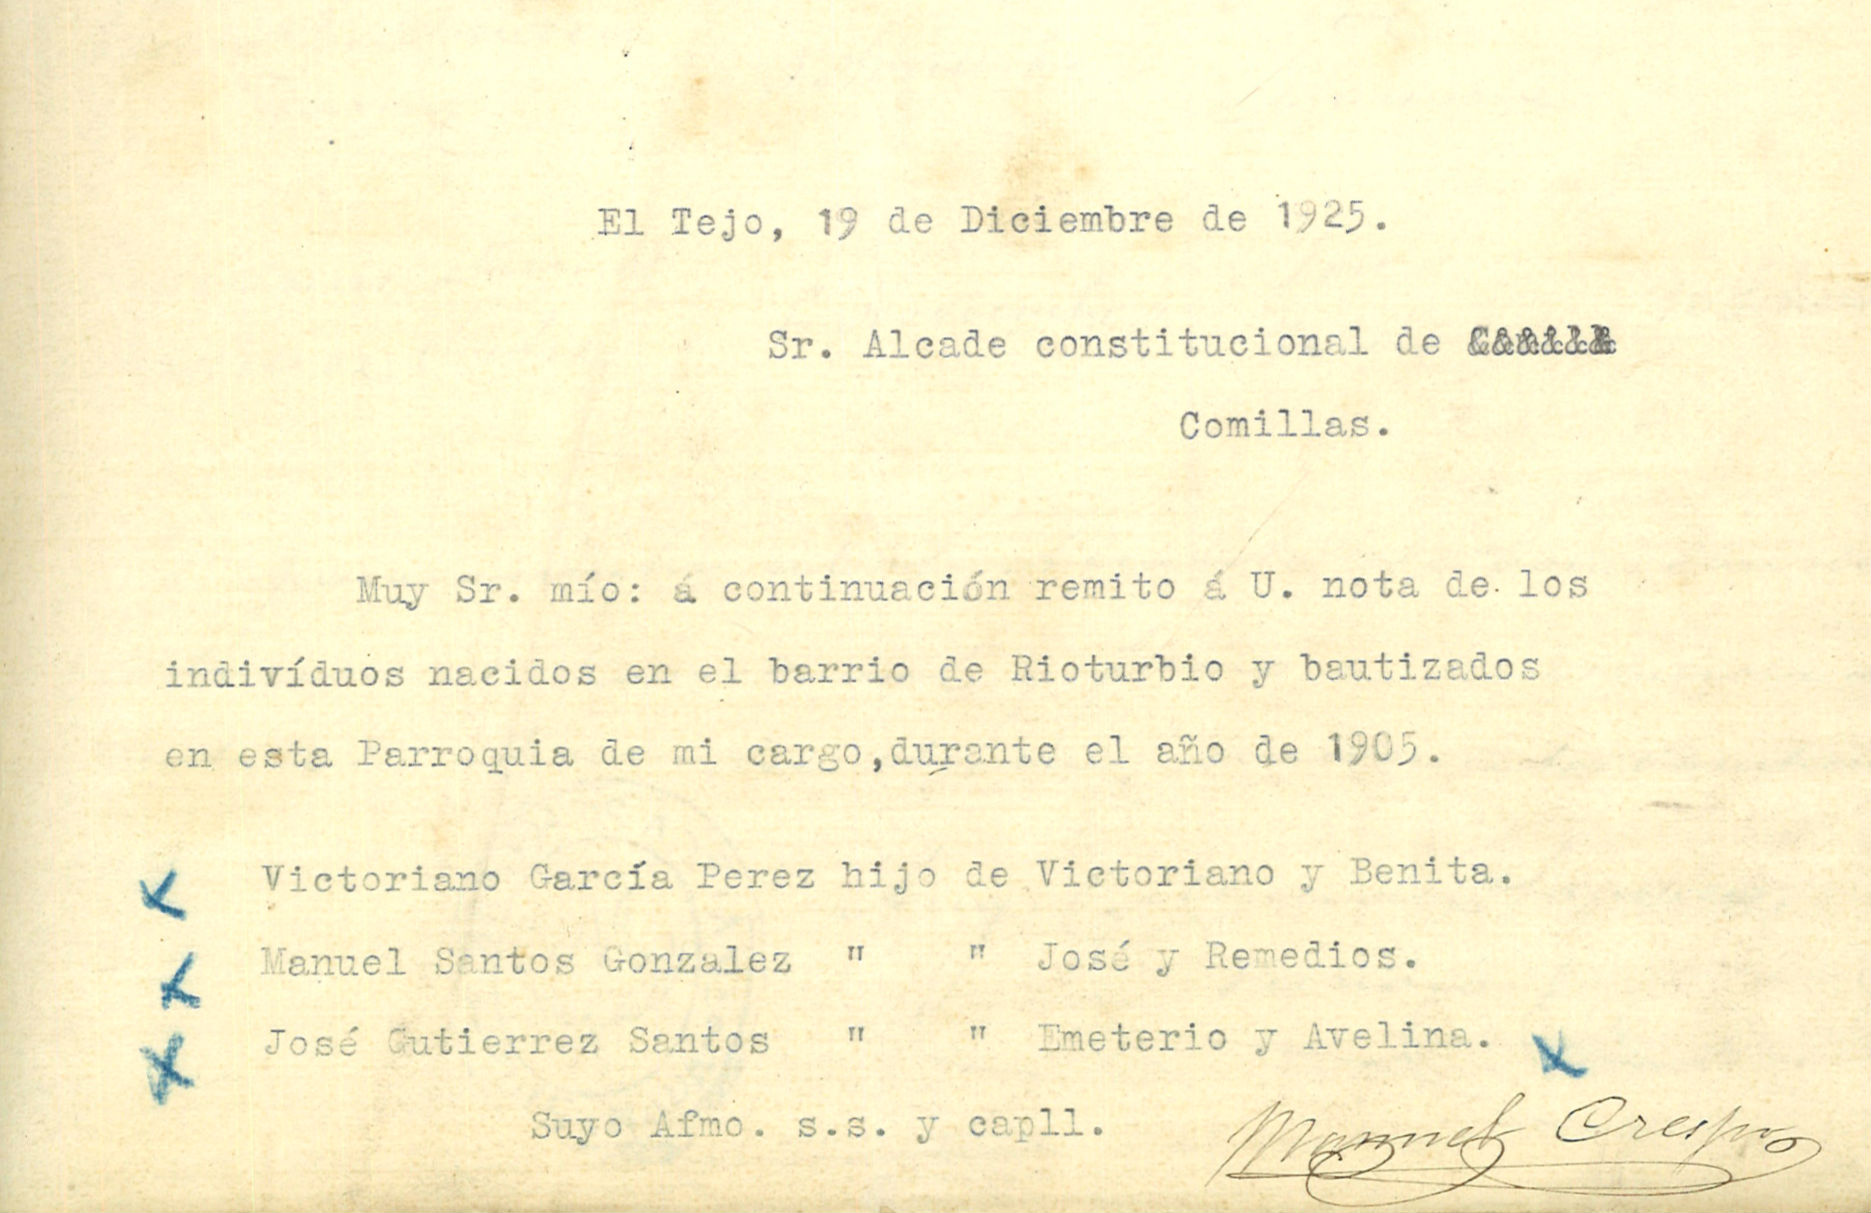 El Tejo, 19 de Diciembre de 1925.
Sr. Alcade constitucional de
Comillas.
Muy Sr. mío: á continuación remito á U. nota de los
indivíduos nacidos en el barrio de Rioturbio y bautizados
en esta Parroquia de mi cargo,durante el año de 1905.
Victoriano García Perez hijo de Victoriano y Benita.
Manuel Santos Gonzalez " " José y Remedios.
José Gutierrez Santos " " Emeterio y Avelina.
Suyo Afmo. s.s. y capll.
Manuel Crespo